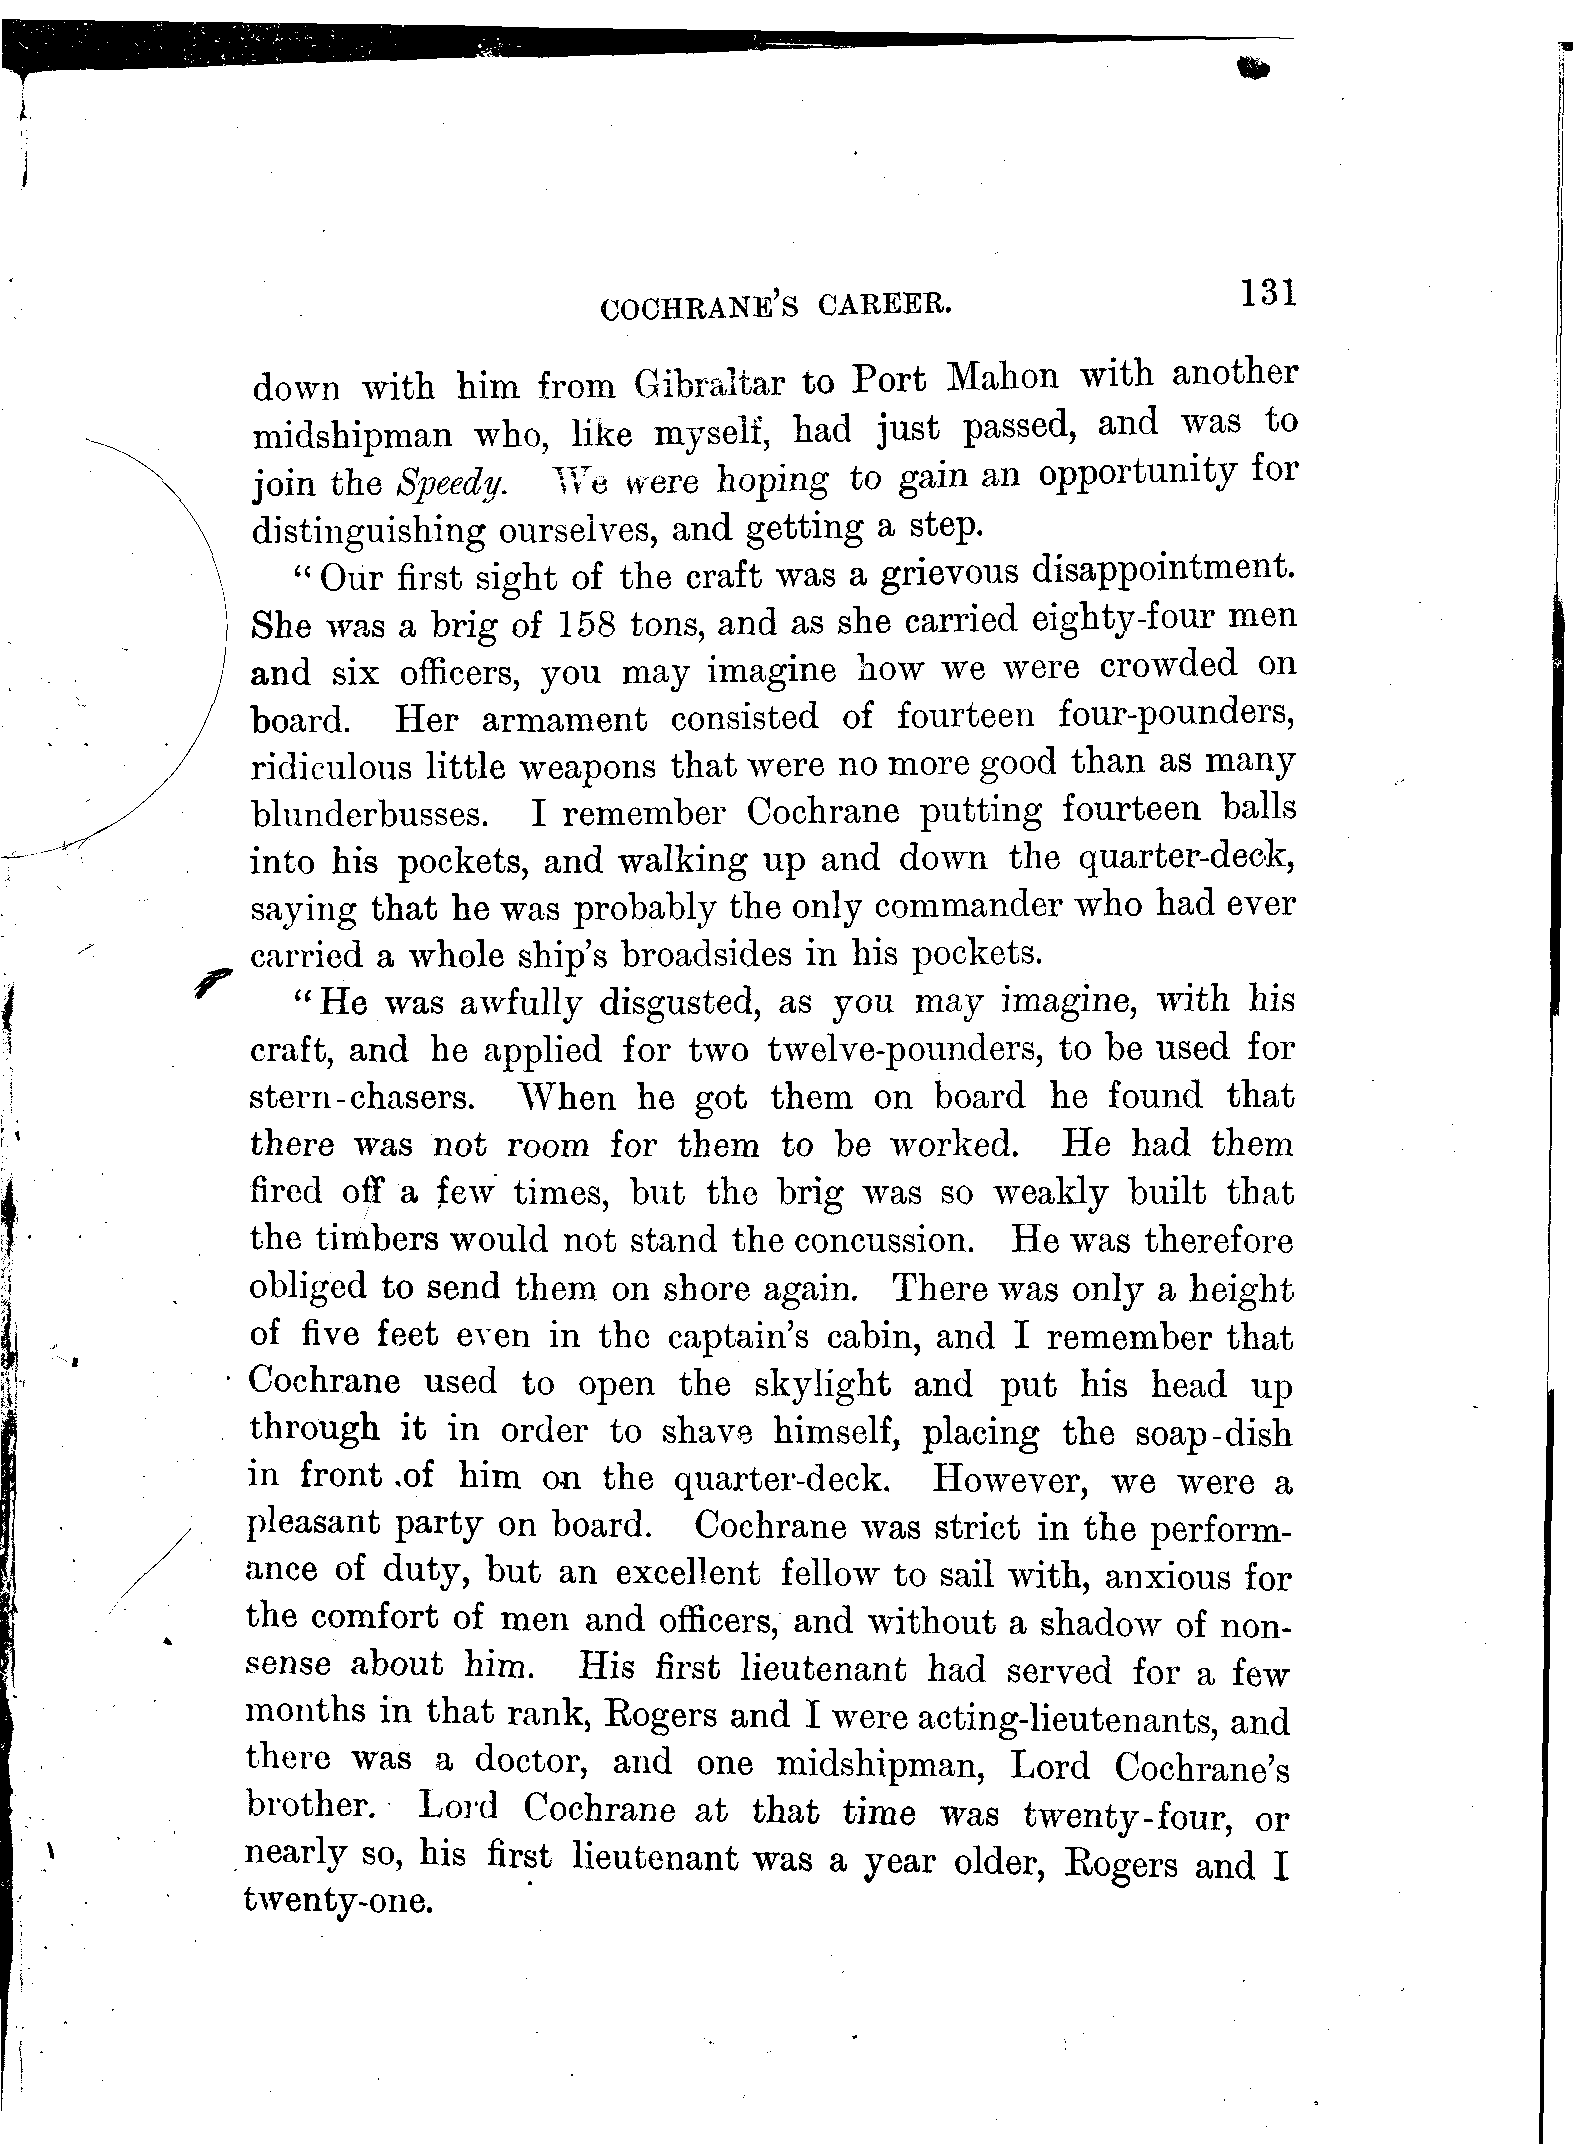 COCHRANE'S CAREER. 131
down with him from Gibraltar to Port Mahon with another
midshipman who, like myself, had just passed, and was to
join the Speedy. We were hoping to gain an opportunity for
distinguishing ourselves, and getting a step.
"Our first sight of the craft was a grievous disappointment.
She was a brig of 158 tons, and as she carried eighty-four men
and six officers, you may imagine how we were crowded on
board. Her armament consisted of fourteen four-pounders,
ridiculous little weapons that were no more good than as many
blunderbusses. I remember Cochrane putting fourteen balls
into his pockets, and walking up and down the quarter-deck,
saying that he was probably the only commander who had ever
carried a whole ship's broadsides in his pockets.
"He was awfully disgusted, as you may imagine, with his
craft, and he applied for two twelve-pounders, to be used for
stern-chasers. When he got them on board he found that
there was not room for them to be worked. He had them
fired off a few times, but the brig was so weakly built that
the timbers would not stand the concussion. He was therefore
obliged to send them on shore again. There was only a height
of five feet even in the captain's cabin, and I remember that
Cochrane used to open the skylight and put his head up
through it in order to shave himself, placing the soap-dish
in front of him on the quarter-deck. However, we were a
pleasant party on board. Cochrane was strict in the perform-
ance of duty, but an excellent fellow to sail with, anxious for
the comfort of men and officers, and without a shadow of non-
sense about him. His first lieutenant had served for a few
months in that rank, Rogers and I were acting-lieutenants, and
there was a doctor, and one midshipman, Lord Cochrane's
brother. Lord Cochrane at that time was twenty-four, or
nearly so, his first lieutenant was a year older, Rogers and I
twenty-one.